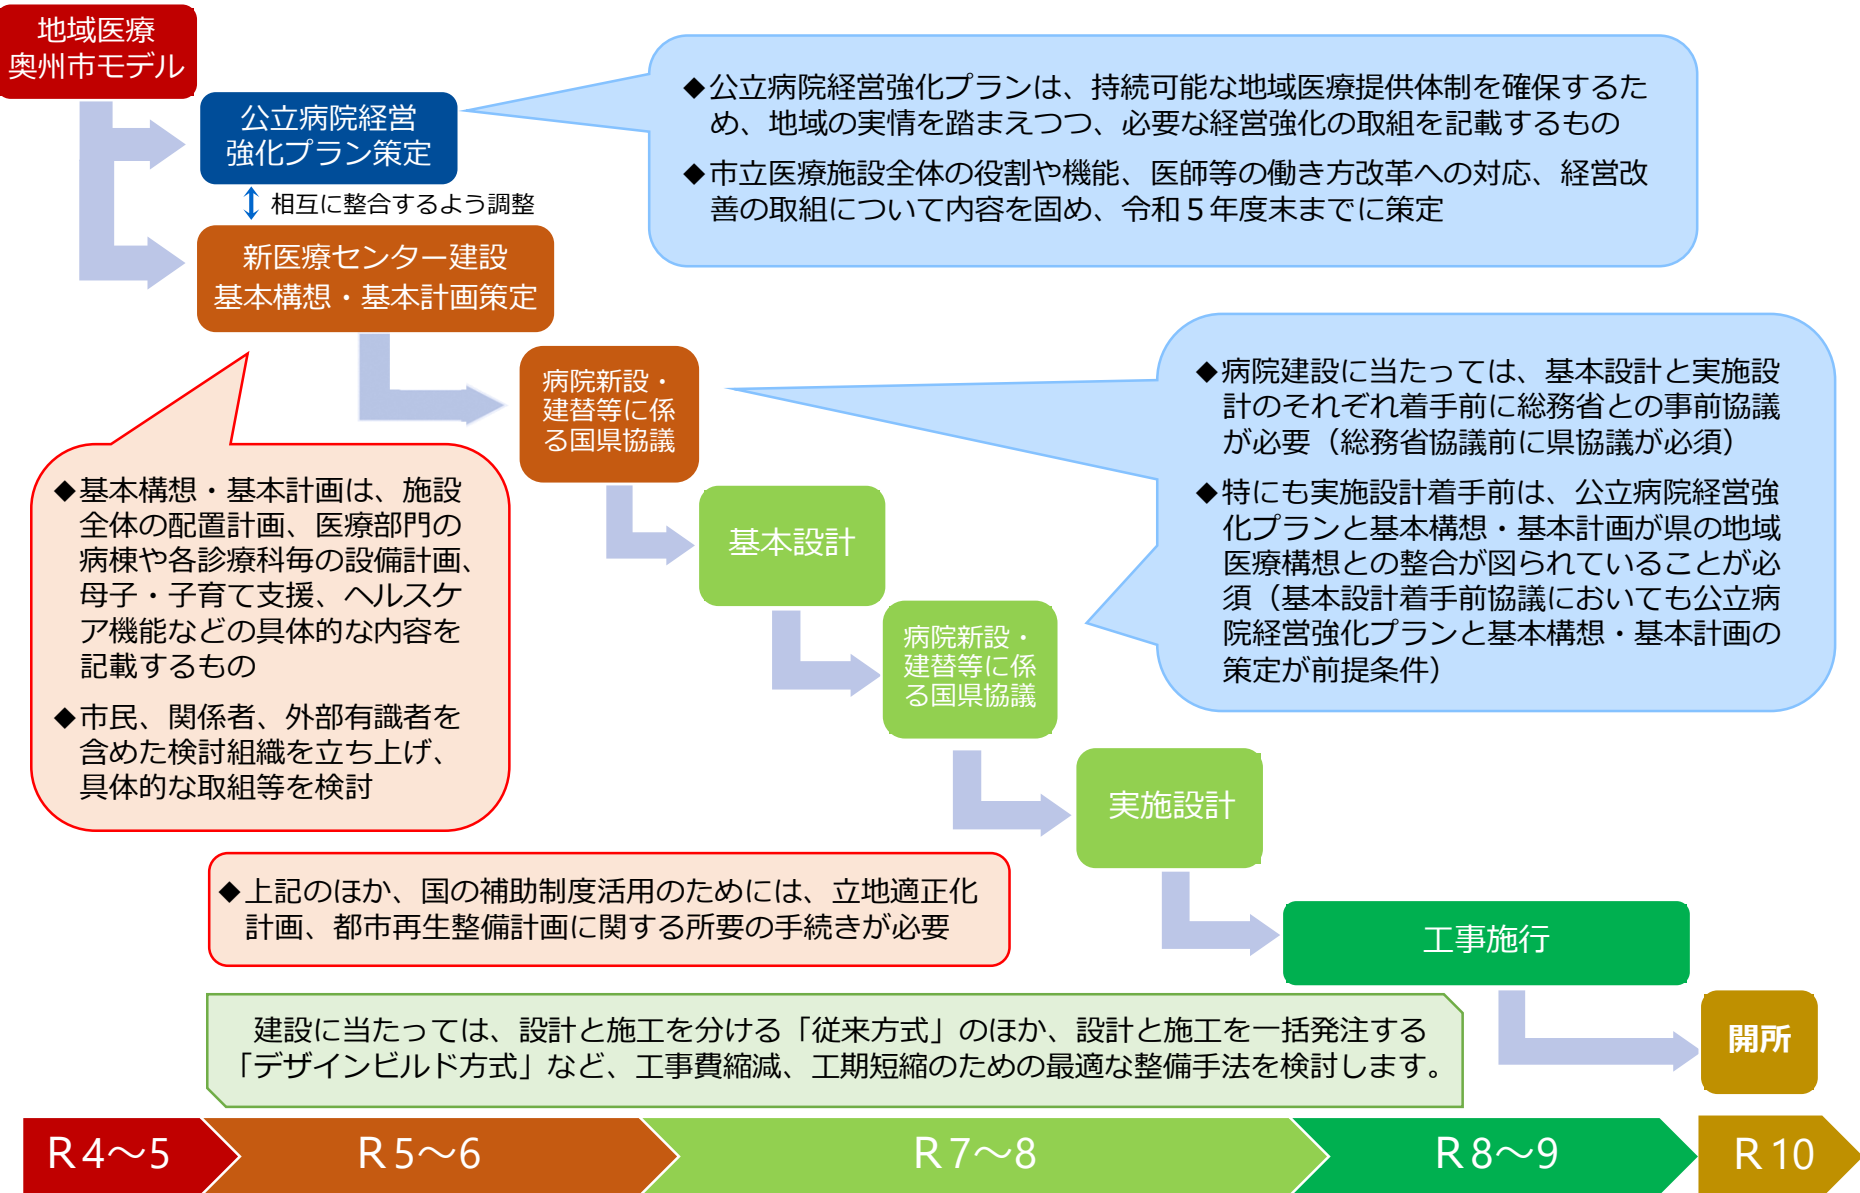 地域医療
奥州市モデル
公立病院経営
強化プラン策定
相互に整合するよう調整
新医療センター建設
基本構想・基本計画策定
◆公立病院経営強化プランは、持続可能な地域医療提供体制を確保するた
め、地域の実情を踏まえつつ、必要な経営強化の取組を記載するもの
◆市立医療施設全体の役割や機能、医師等の働き方改革への対応、経営改
善の取組について内容を固め、令和５年度末までに策定
病院新設・
建替等に係
る国県協議
◆病院建設に当たっては、基本設計と実施設
計のそれぞれ着手前に総務省との事前協議
が必要（総務省協議前に県協議が必須）
◆特にも実施設計着手前は、公立病院経営強
化プランと基本構想・基本計画が県の地域
医療構想との整合が図られていることが必
須（基本設計着手前協議においても公立病
院経営強化プランと基本構想・基本計画の
策定が前提条件）
◆基本構想・基本計画は、施設
全体の配置計画、医療部門の
病棟や各診療科毎の設備計画、
母子・子育て支援、ヘルスケ
ア機能などの具体的な内容を
記載するもの
◆市民、関係者、外部有識者を
含めた検討組織を立ち上げ、
具体的な取組等を検討
基本設計
病院新設・
建替等に係
る国県協議
実施設計
◆上記のほか、国の補助制度活用のためには、立地適正化
計画、都市再生整備計画に関する所要の手続きが必要
工事施行
建設に当たっては、設計と施工を分ける「従来方式」のほか、設計と施工を一括発注する
「デザインビルド方式」など、工事費縮減、工期短縮のための最適な整備手法を検討します。
開所
Ｒ4～5
Ｒ5～6
Ｒ7～8
Ｒ8～9
Ｒ10